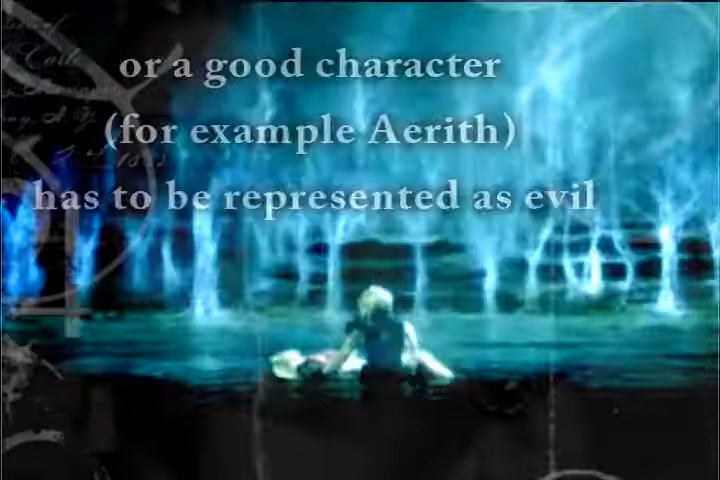 or a good character
(for example Aerith)
has to be represented as evil